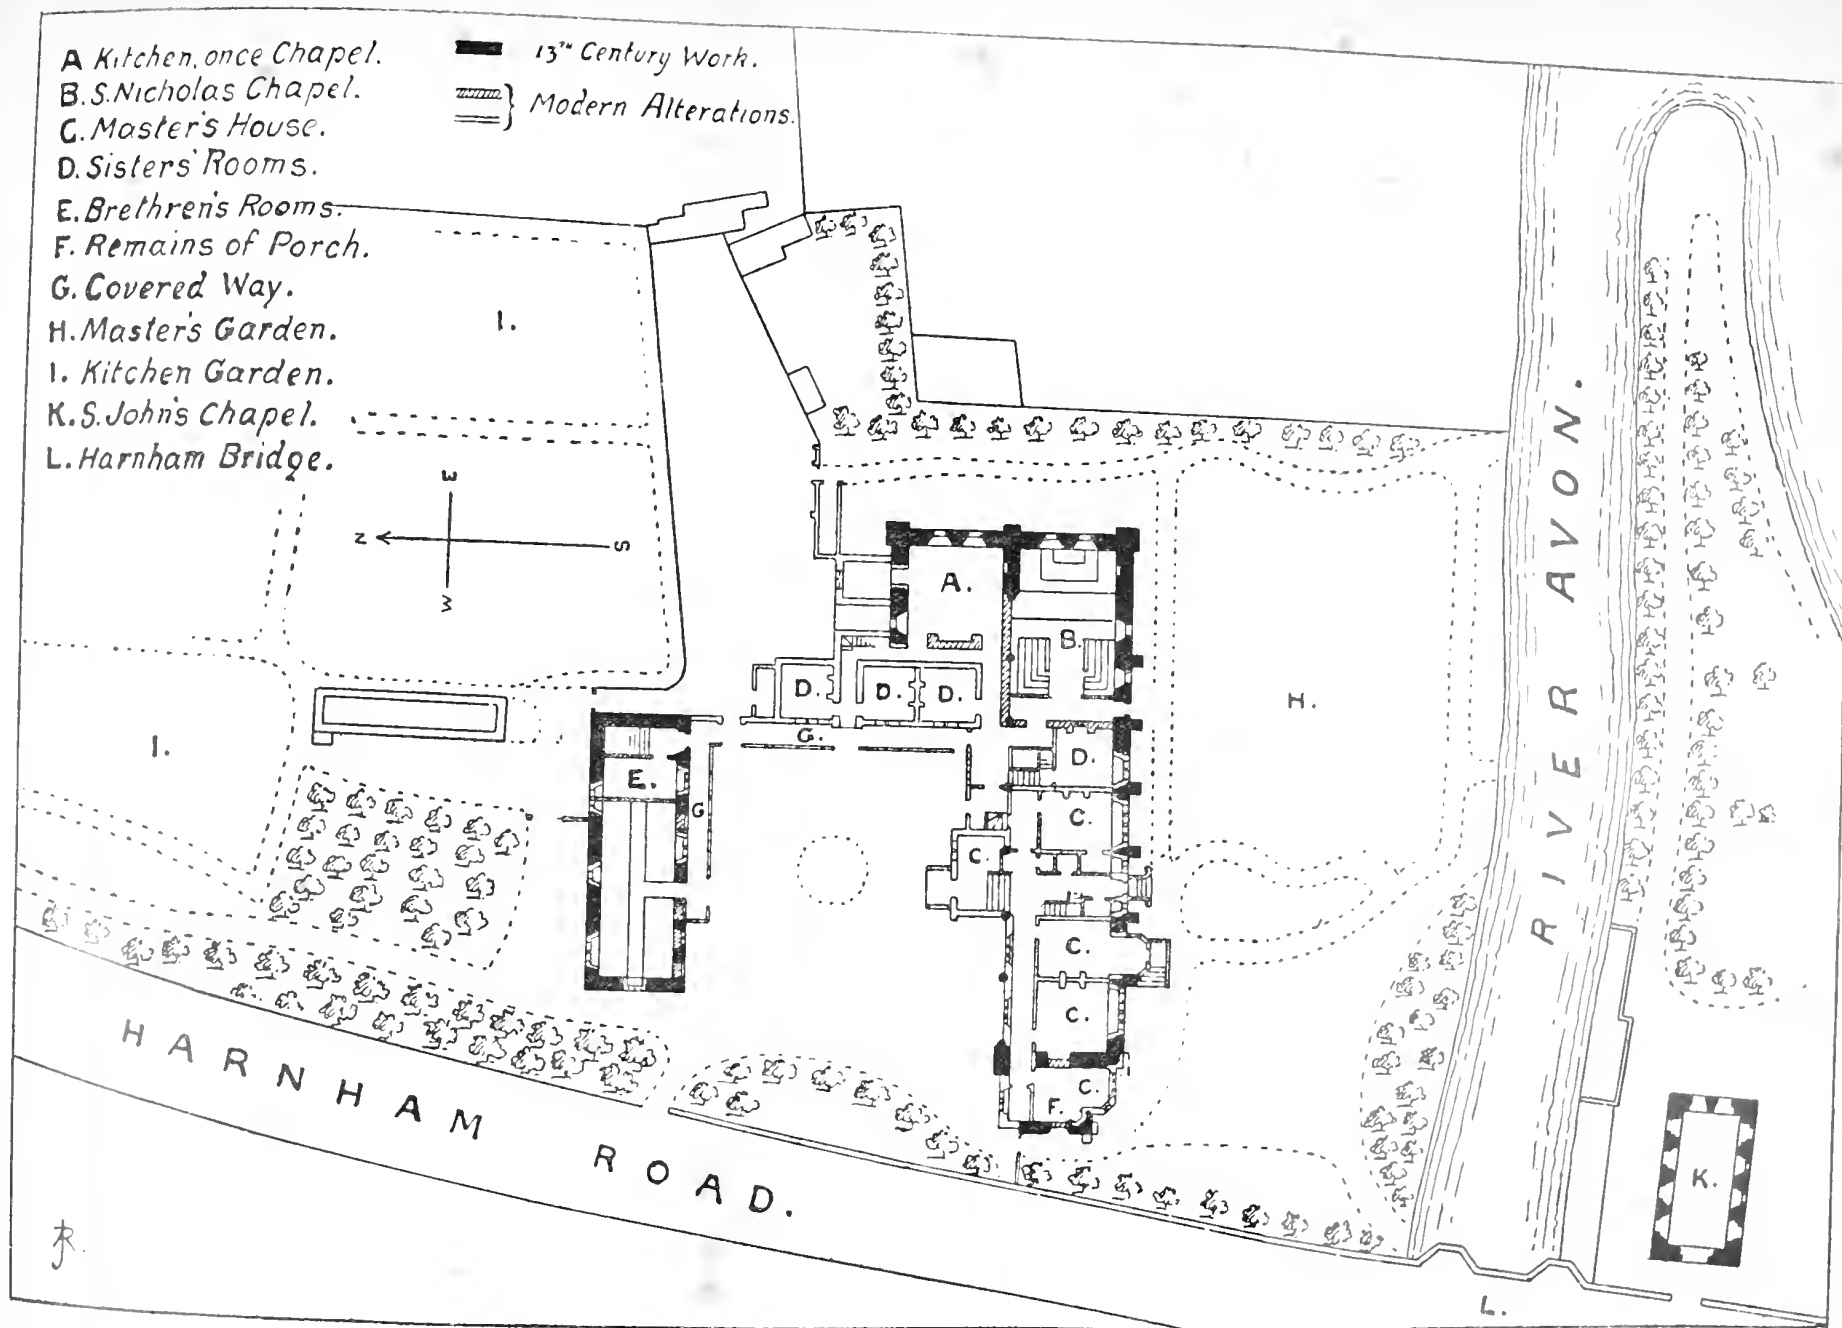 A Kitchen, once Chapel.
B. S. Nicholas Chapel.
C. Master's House.
D. Sisters' Rooms.
E. Brethren's Rooms.
F. Remains of Porch.
G. Covered Way.
H. Master's Garden.
I. Kitchen Garden.
K. S. John's Chapel.
L. Harnham Bridge.
13TH Century Work.
Modern Alterations.
I.
E
N
S
W
A.
B.
D.
D.
D.
G.
H.
I.
E.
G
D.
C.
C.
C.
C.
C.
F.
K.
L.
RIVER AVON.
HARNHAM ROAD.